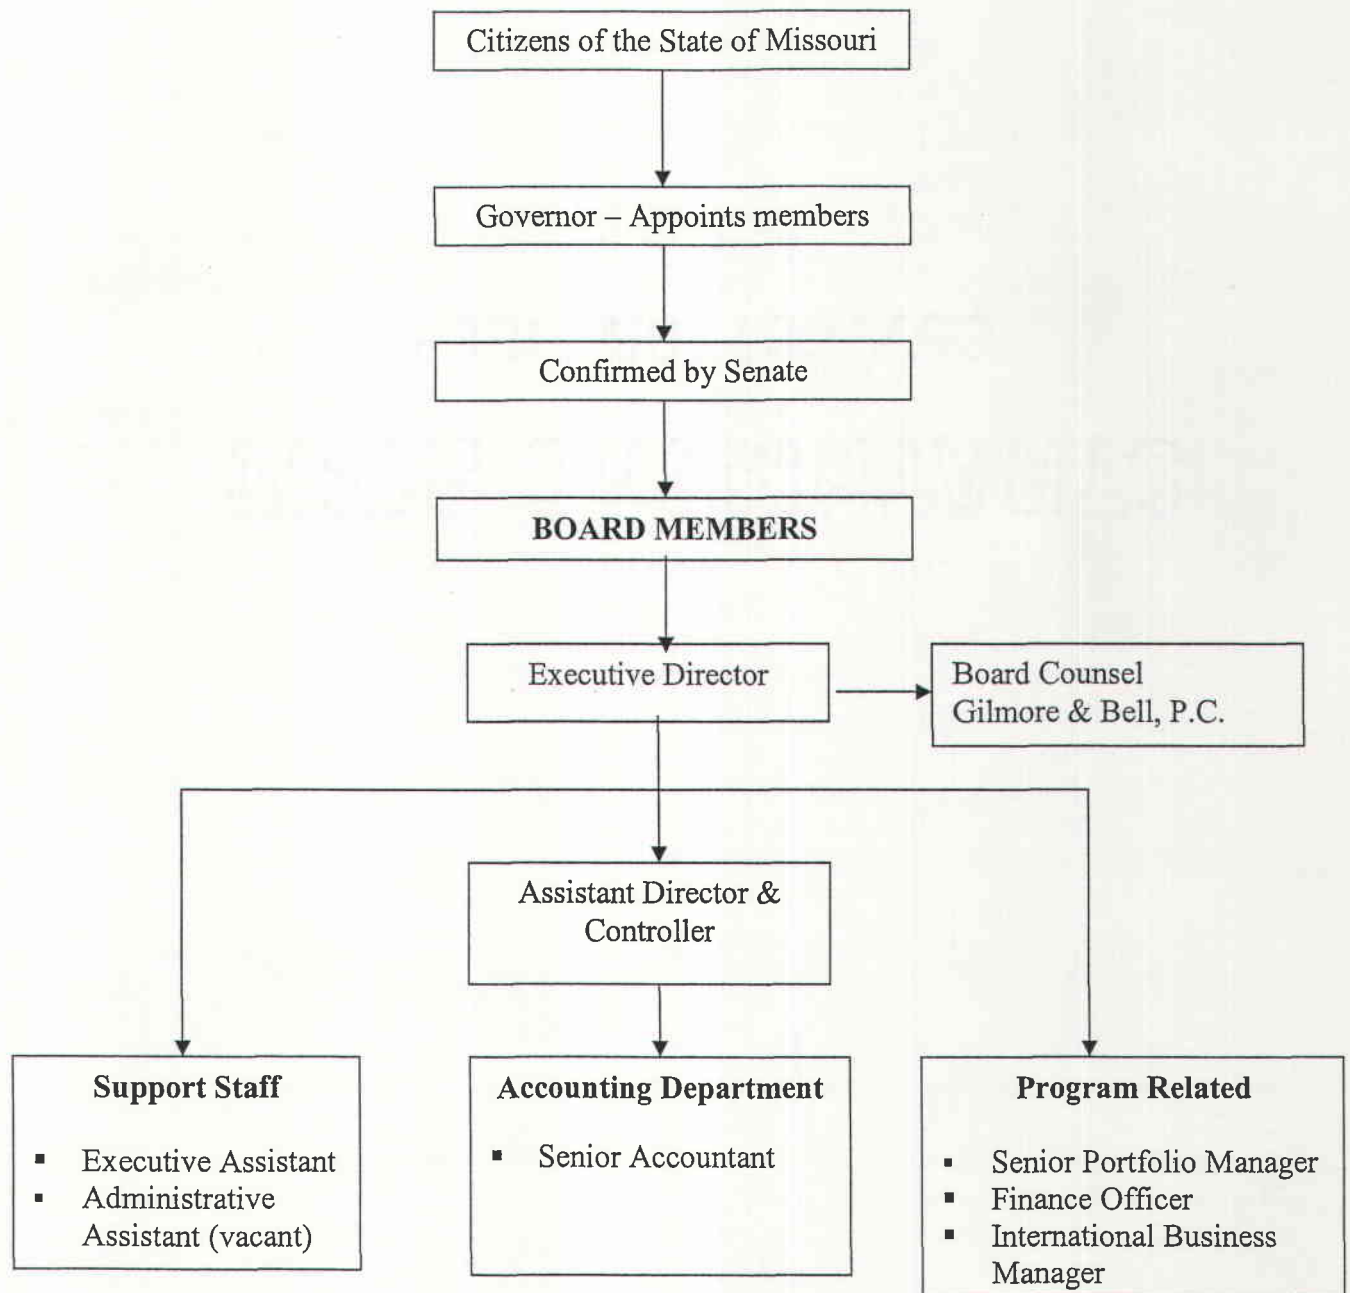 Citizens of the State of Missouri
Governor – Appoints members
Confirmed by Senate
BOARD MEMBERS
Executive Director
Board Counsel
Gilmore & Bell, P.C.
Assistant Director &
Controller
Support Staff
▪ Executive Assistant
▪ Administrative
Assistant (vacant)
Accounting Department
▪ Senior Accountant
Program Related
▪ Senior Portfolio Manager
▪ Finance Officer
▪ International Business
Manager